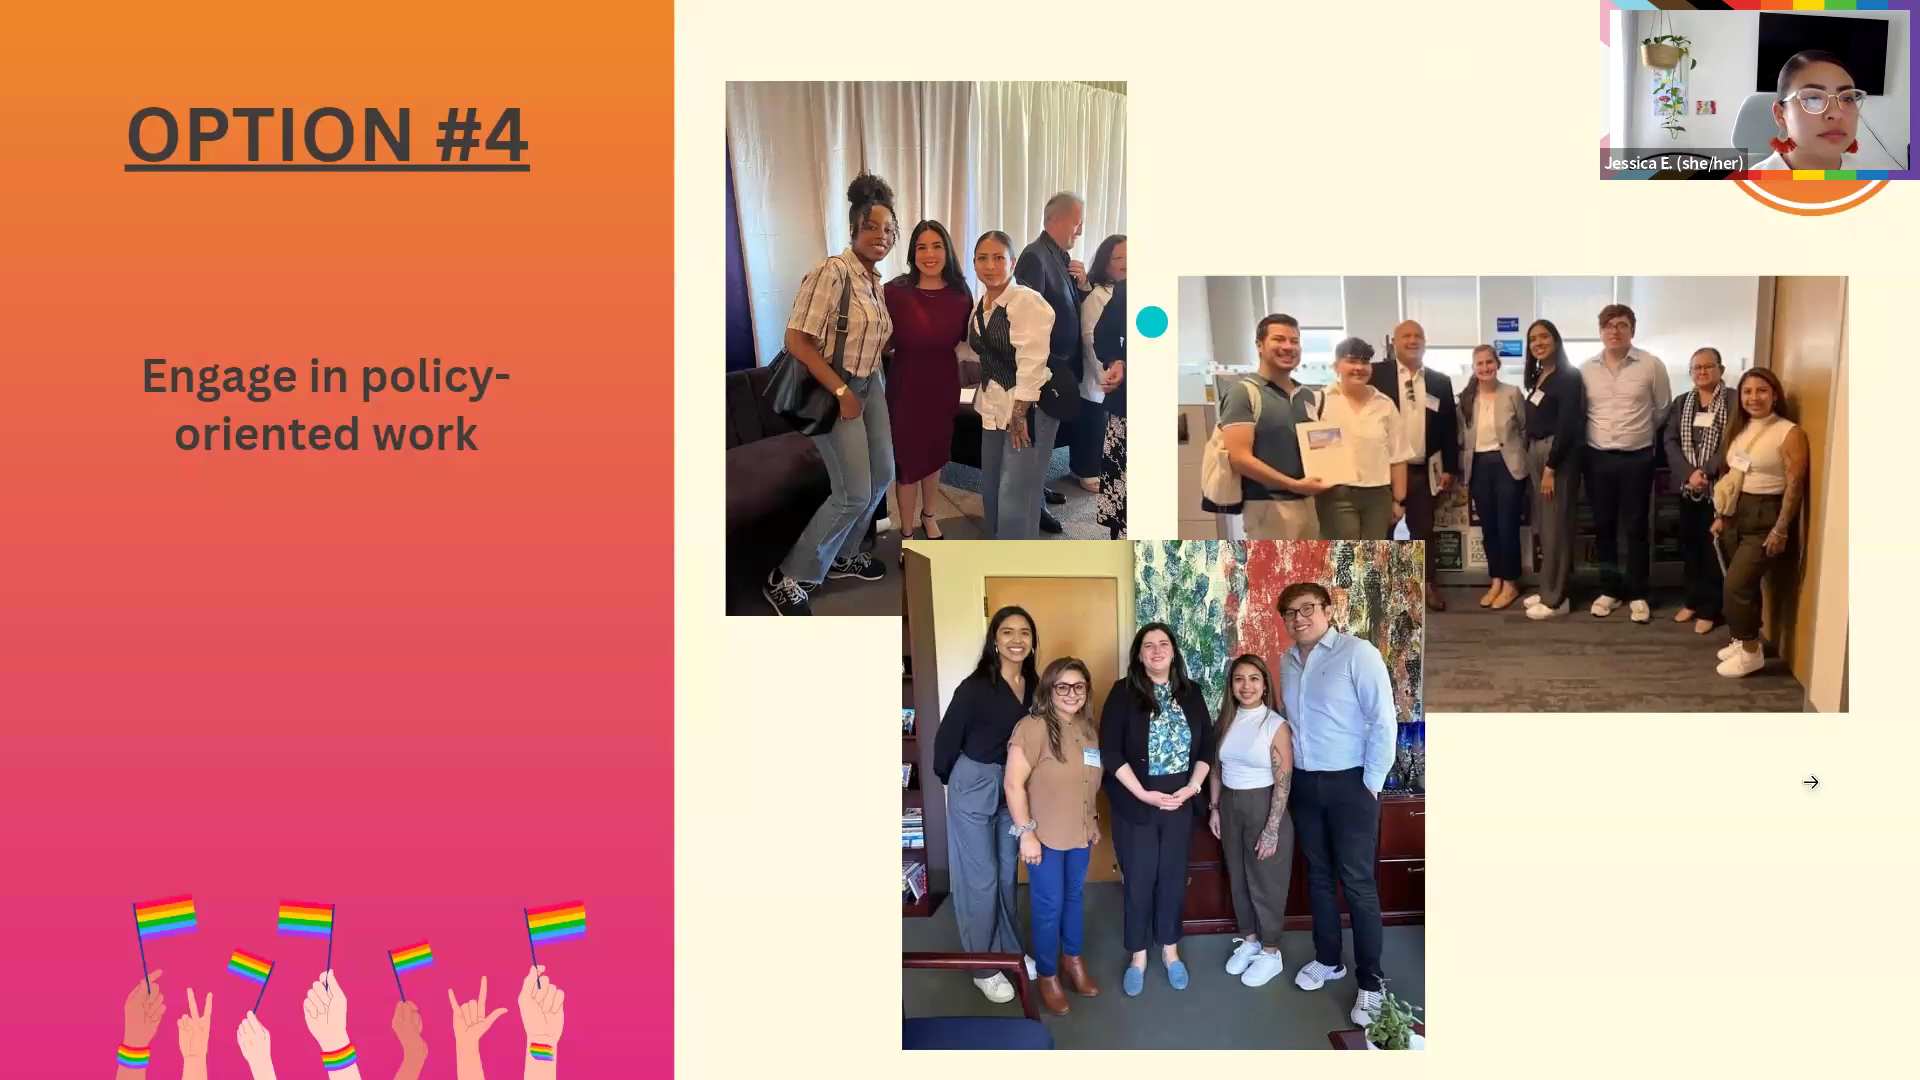 OPTION #4
Engage in policy-
oriented work
Jessica E. (she/her)